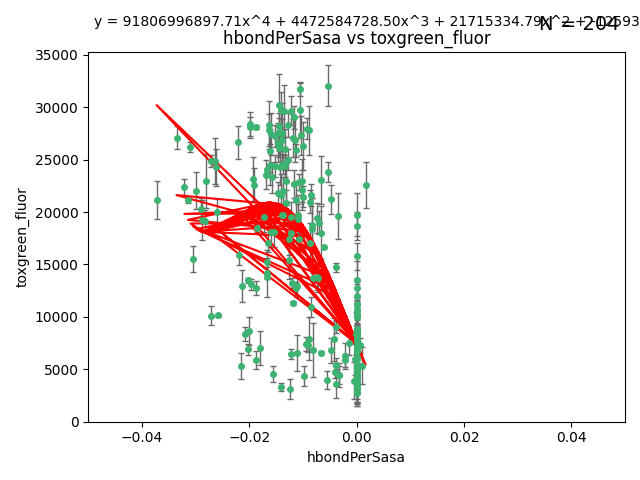 y = 91806996897.71x^4 + 4472584728.50x^3 + 21715334.79x^2 +
N = 204
hbondPerSasa vs toxgreen_fluor
35000
30000
25000
20000
15000
10000
5000
0
toxgreen_fluor
−0.04 −0.02 0.00 0.02 0.04
hbondPerSasa